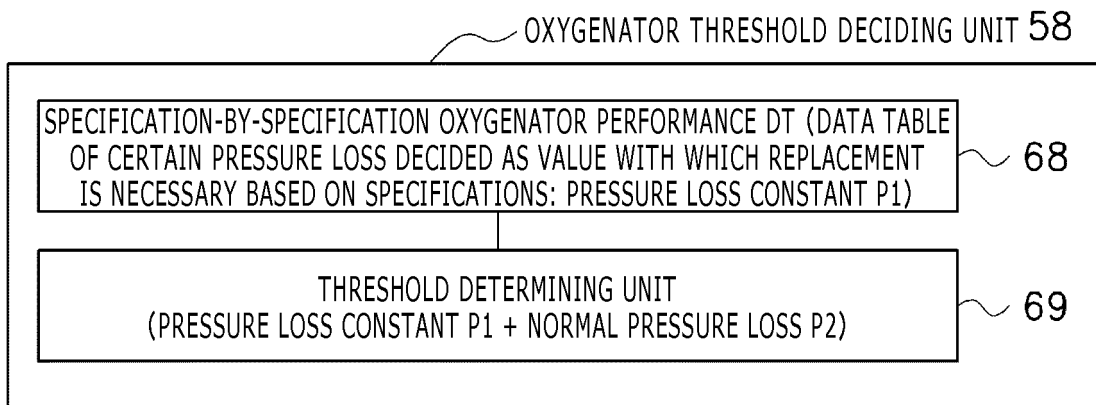 OXYGENATOR THRESHOLD DECIDING UNIT 58
SPECIFICATION-BY-SPECIFICATION OXYGENATOR PERFORMANCE DT (DATA TABLE
OF CERTAIN PRESSURE LOSS DECIDED AS VALUE WITH WHICH REPLACEMENT
IS NECESSARY BASED ON SPECIFICATIONS: PRESSURE LOSS CONSTANT P1)
68
THRESHOLD DETERMINING UNIT
(PRESSURE LOSS CONSTANT P1 + NORMAL PRESSURE LOSS P2)
69